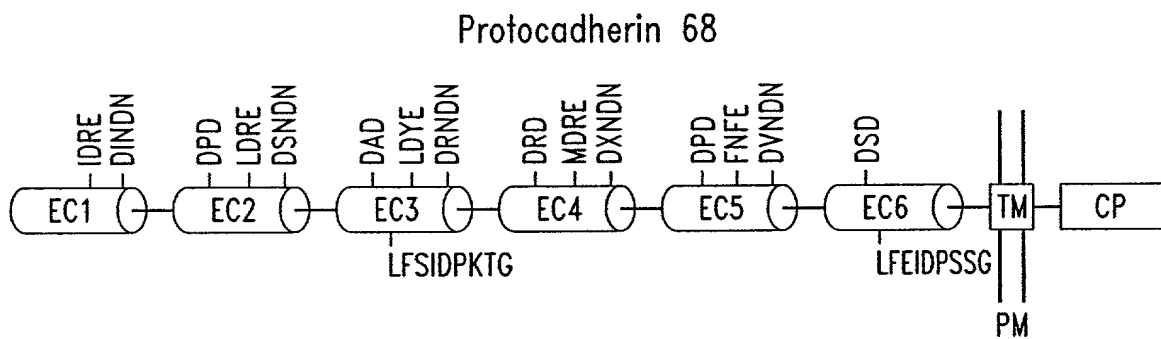 Protocadherin 68
IDRE
DINDN
DPD
LDRE
DSNDN
DAD
LDYE
DRNDN
DRD
MDRE
DXNDN
DPD
FNFE
DVNDN
DSD
EC1
EC2
EC3
EC4
EC5
EC6
TM
CP
LFSIDPKTG
LFEIDPSSG
PM